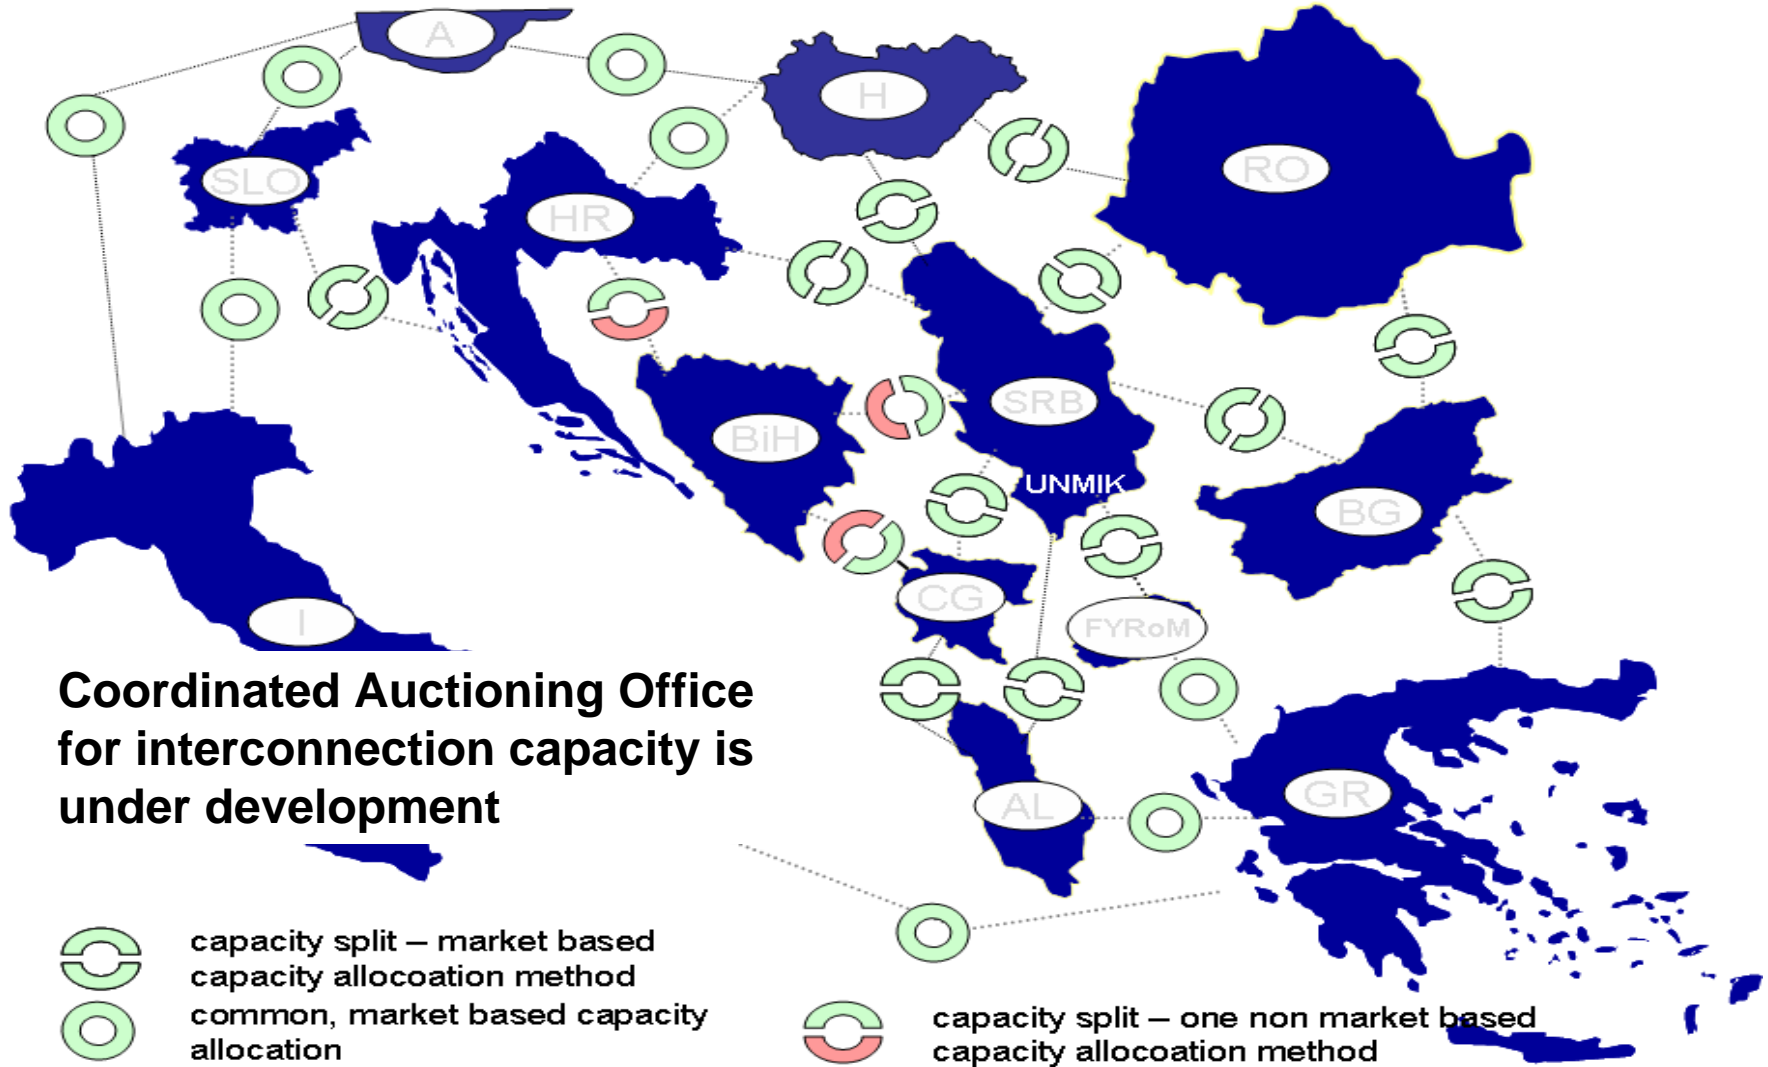 A
H
RO
SLO
HR
SRB
BiH
UNMIK
BG
CG
FYRoM
I
Coordinated Auctioning Office
for interconnection capacity is
under development
GR
AL
capacity split – market based
capacity allocoation method
common, market based capacity
allocation
capacity split – one non market based
capacity allocoation method